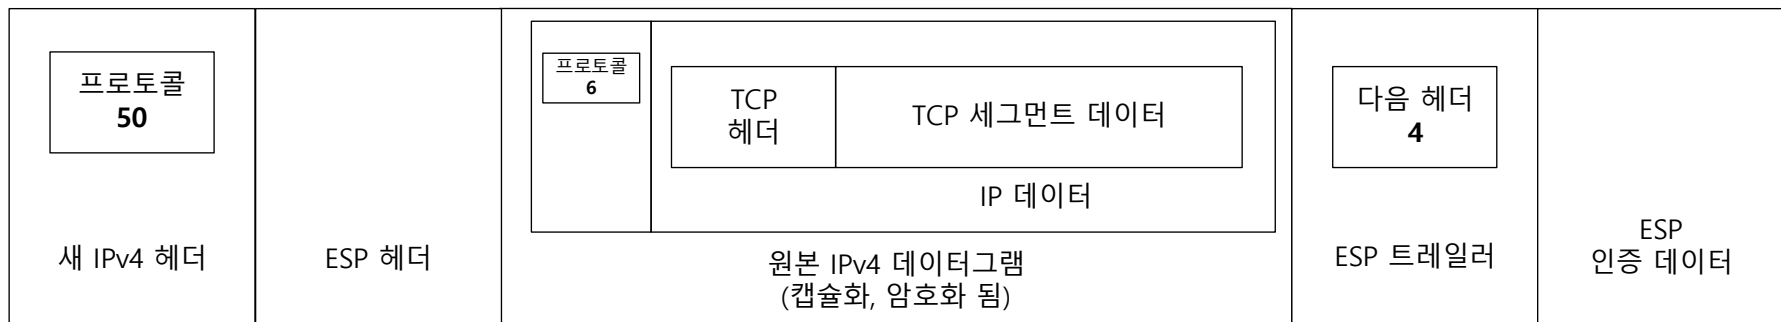 프로토콜
50
새 IPv4 헤더
ESP 헤더
프로토콜
6
TCP
헤더
TCP 세그먼트 데이터
IP 데이터
원본 IPv4 데이터그램
(캡슐화, 암호화 됨)
다음 헤더
4
ESP 트레일러
ESP
인증 데이터